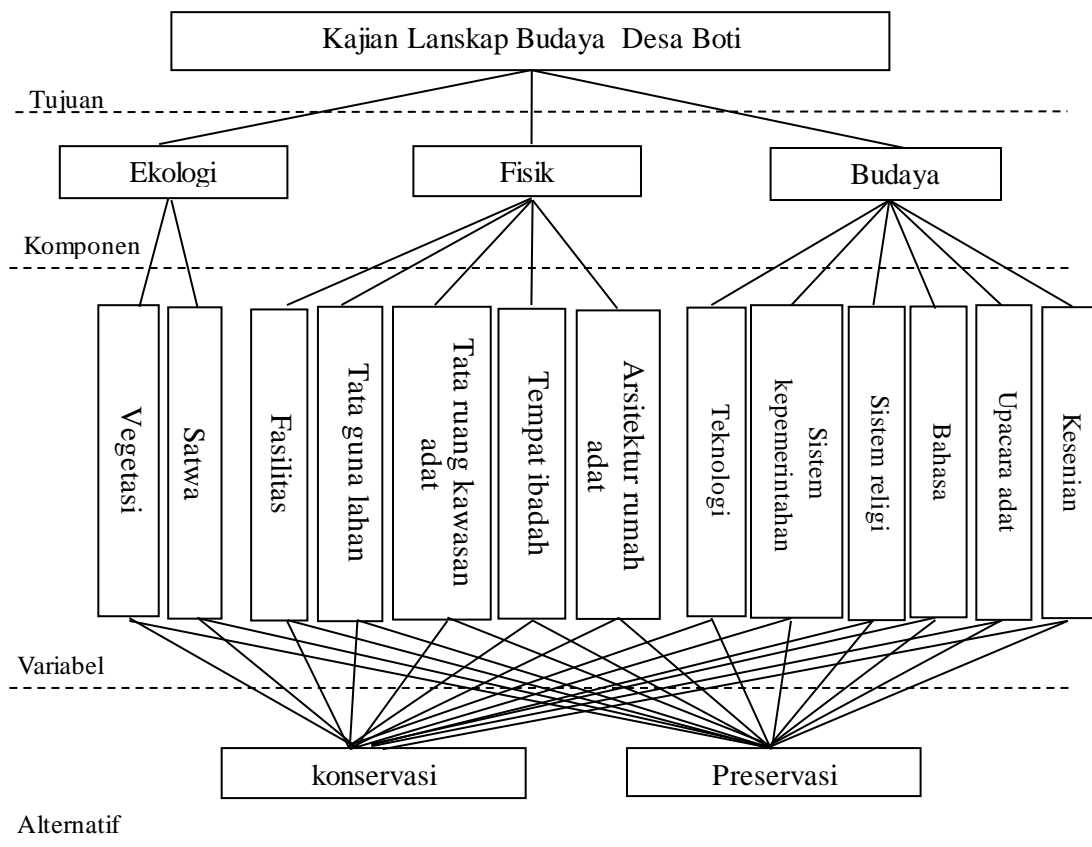 Kajian Lanskap Budaya Desa Boti
Tujuan
Ekologi
Fisik
Budaya
Komponen
Vegetasi
Satwa
Fasilitas
Tata guna lahan
Tata ruang kawasan
adat
Tempat ibadah
Arsitektur rumah
adat
Teknologi
Sistem
kepemerintahan
Sistem religi
Bahasa
Upacara adat
Kesenian
Variabel
konservasi
Preservasi
Alternatif